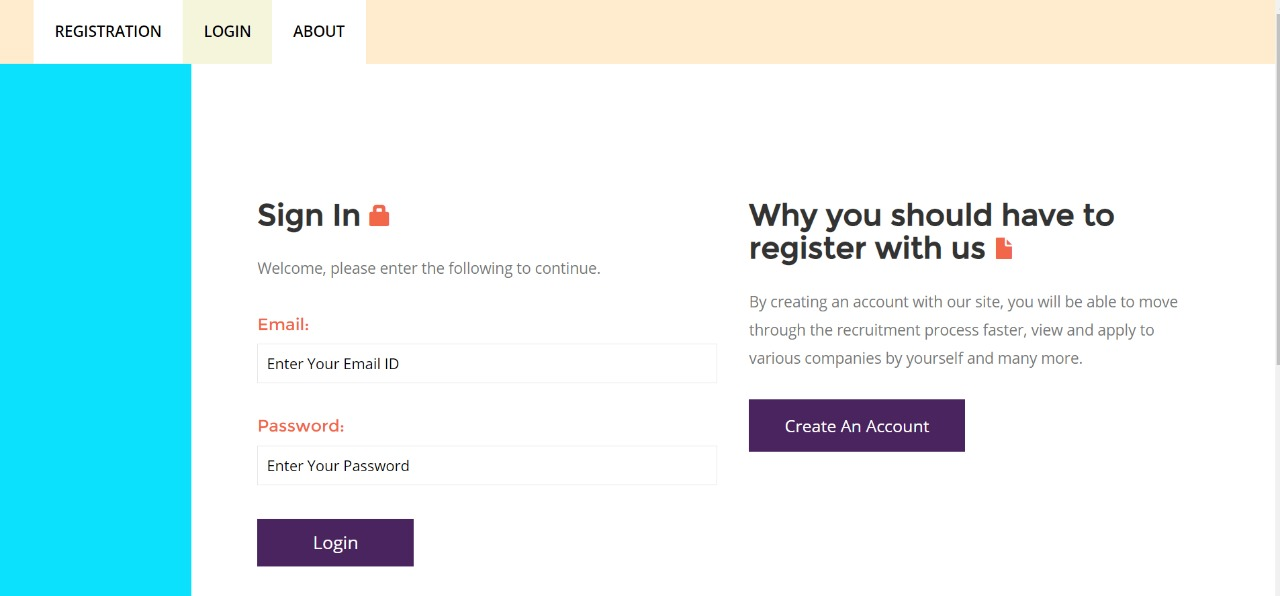 REGISTRATION LOGIN ABOUT
Sign In
Welcome, please enter the following to continue.
Email:
Enter Your Email ID
Password:
Enter Your Password
Login
Why you should have to
register with us
By creating an account with our site, you will be able to move
through the recruitment process faster, view and apply to
various companies by yourself and many more.
Create An Account